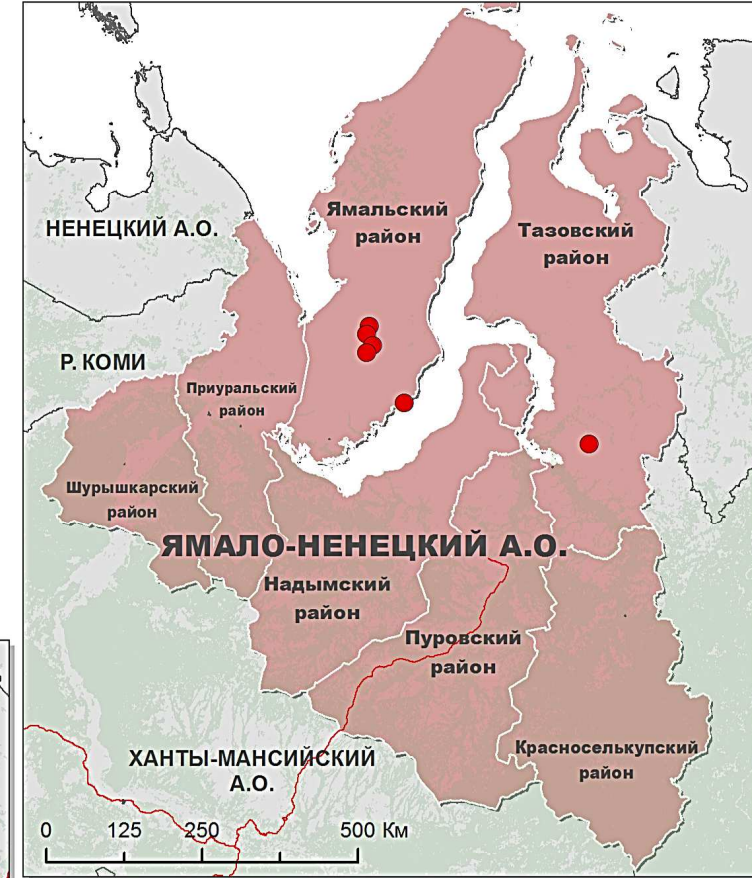 Ямальский
район
НЕНЕЦКИЙ А.О.
Тазовский
район
Р. КОМИ
Приуральский
район
Шурышкарский
район
ЯМАЛО-НЕНЕЦКИЙ А.О.
Надымский
район
Пуровский
район
ХАНТЫ-МАНСИЙСКИЙ
А.О.
Красноселькупский
район
0 125 250 500 Км